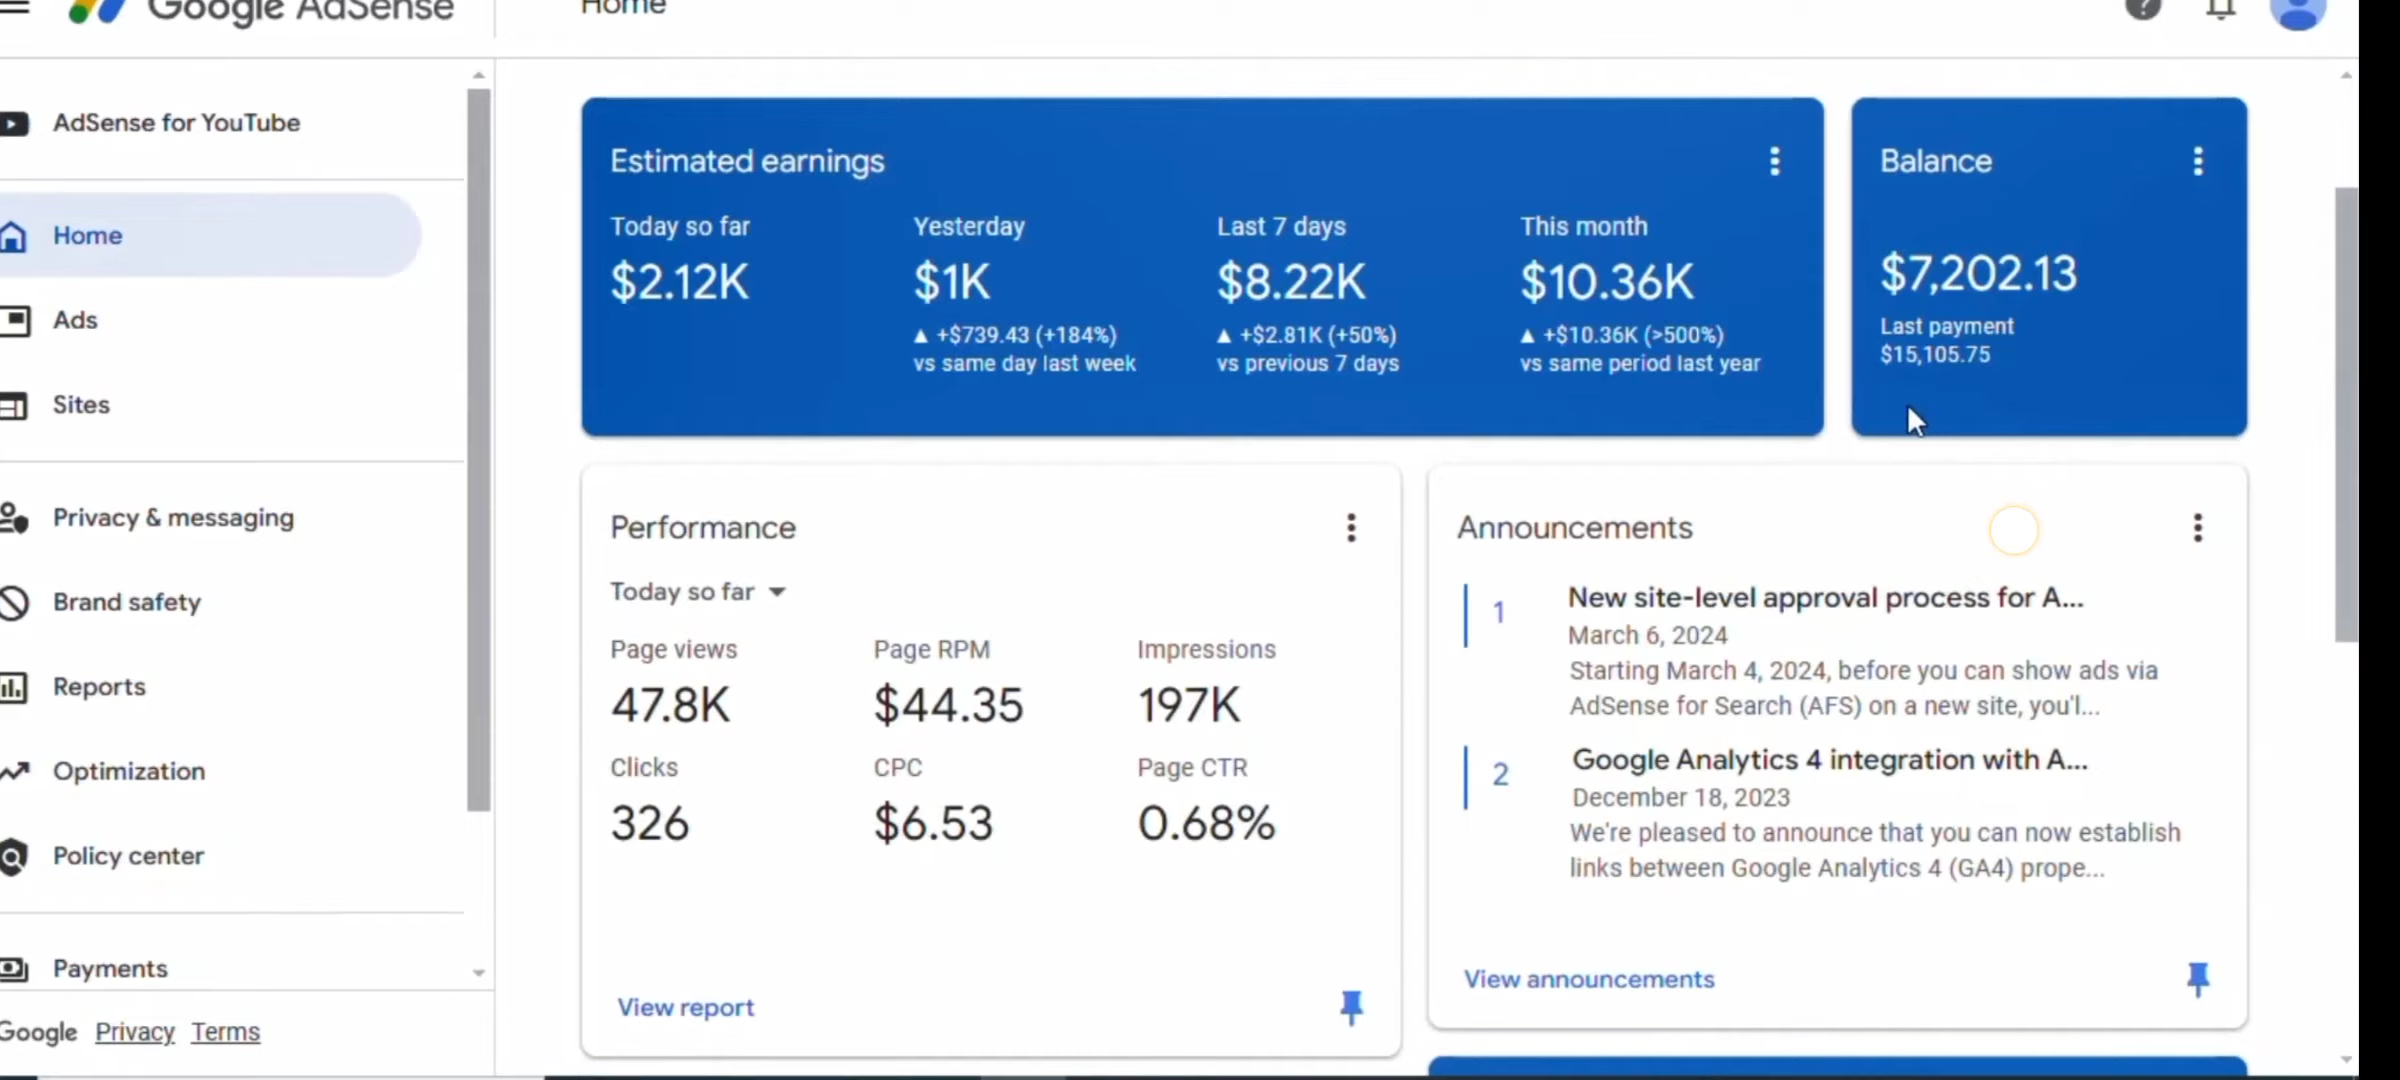 Google AdSense
Home
AdSense for YouTube
Home
Ads
Sites
Privacy & messaging
Brand safety
Reports
Optimization
Policy center
Payments
Google Privacy Terms
Estimated earnings
Today so far
$2.12K
Yesterday
$1K
▲ +$739.43 (+184%)
vs same day last week
Last 7 days
$8.22K
▲ +$2.81K (+50%)
vs previous 7 days
This month
$10.36K
▲ +$10.36K (>500%)
vs same period last year
Balance
$7,202.13
Last payment
$15,105.75
Performance
Today so far
Page views
47.8K
Page RPM
$44.35
Impressions
197K
Clicks
326
CPC
$6.53
Page CTR
0.68%
View report
Announcements
1
New site-level approval process for A...
March 6, 2024
Starting March 4, 2024, before you can show ads via
AdSense for Search (AFS) on a new site, you'l...
2
Google Analytics 4 integration with A...
December 18, 2023
We're pleased to announce that you can now establish
links between Google Analytics 4 (GA4) prope...
View announcements